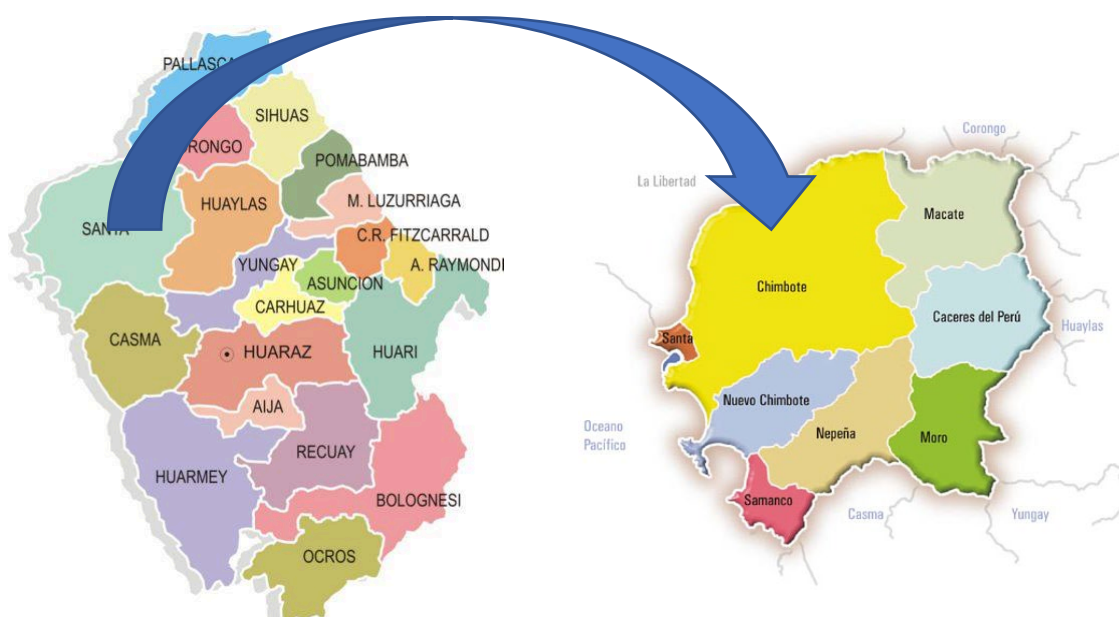 PALLASCA
SIHUAS
CORONGO
POMABAMBA
HUAYLAS
M. LUZURRIAGA
SANTA
C.R. FITZCARRALD
YUNGAY
A. RAYMONDI
ASUNCION
CARHUAZ
CASMA
HUARAZ
HUARI
AIJA
RECUAY
HUARMEY
BOLOGNESI
OCROS
Corongo
La Libertad
Macate
Chimbote
Caceres del Perú
Huaylas
Santa
Nuevo Chimbote
Oceano
Pacífico
Nepeña
Moro
Samanco
Casma
Yungay